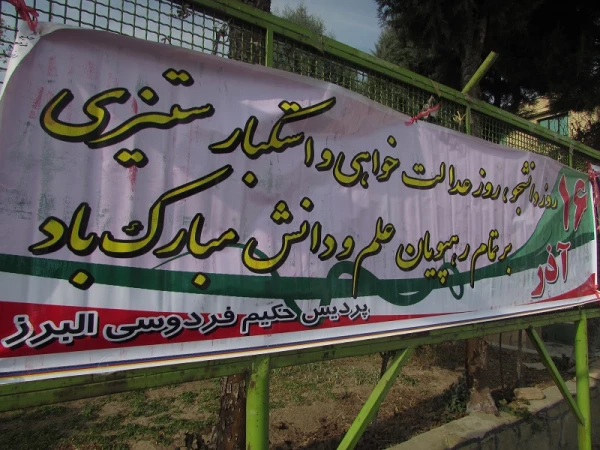 ۱۶ آذر
روز دانشجو، روز عدالت خواهی و استکبار ستیزی
بر تمام رهپویان علم و دانش مبارک باد
پردیس حکیم فردوسی البرز